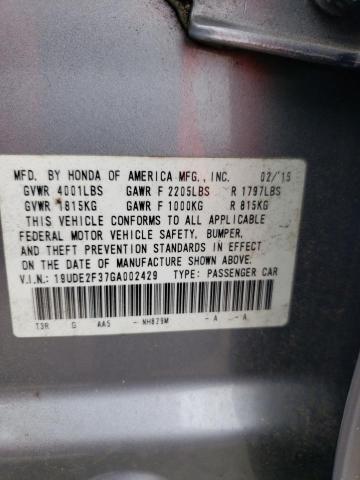 MFD. BY HONDA OF AMERICA MFG., INC. 02/15
GVWR 4001LBS GAWR F 2205LBS R 1797LBS
GVWR 1815KG GAWR F 1000KG R 815KG
THIS VEHICLE CONFORMS TO ALL APPLICABLE
FEDERAL MOTOR VEHICLE SAFETY, BUMPER,
AND THEFT PREVENTION STANDARDS IN EFFECT
ON THE DATE OF MANUFACTURE SHOWN ABOVE.
V.I.N.: 19UDE2F37GA002429 TYPE: PASSENGER CAR
T3R G AA5 - NH829M - A - A